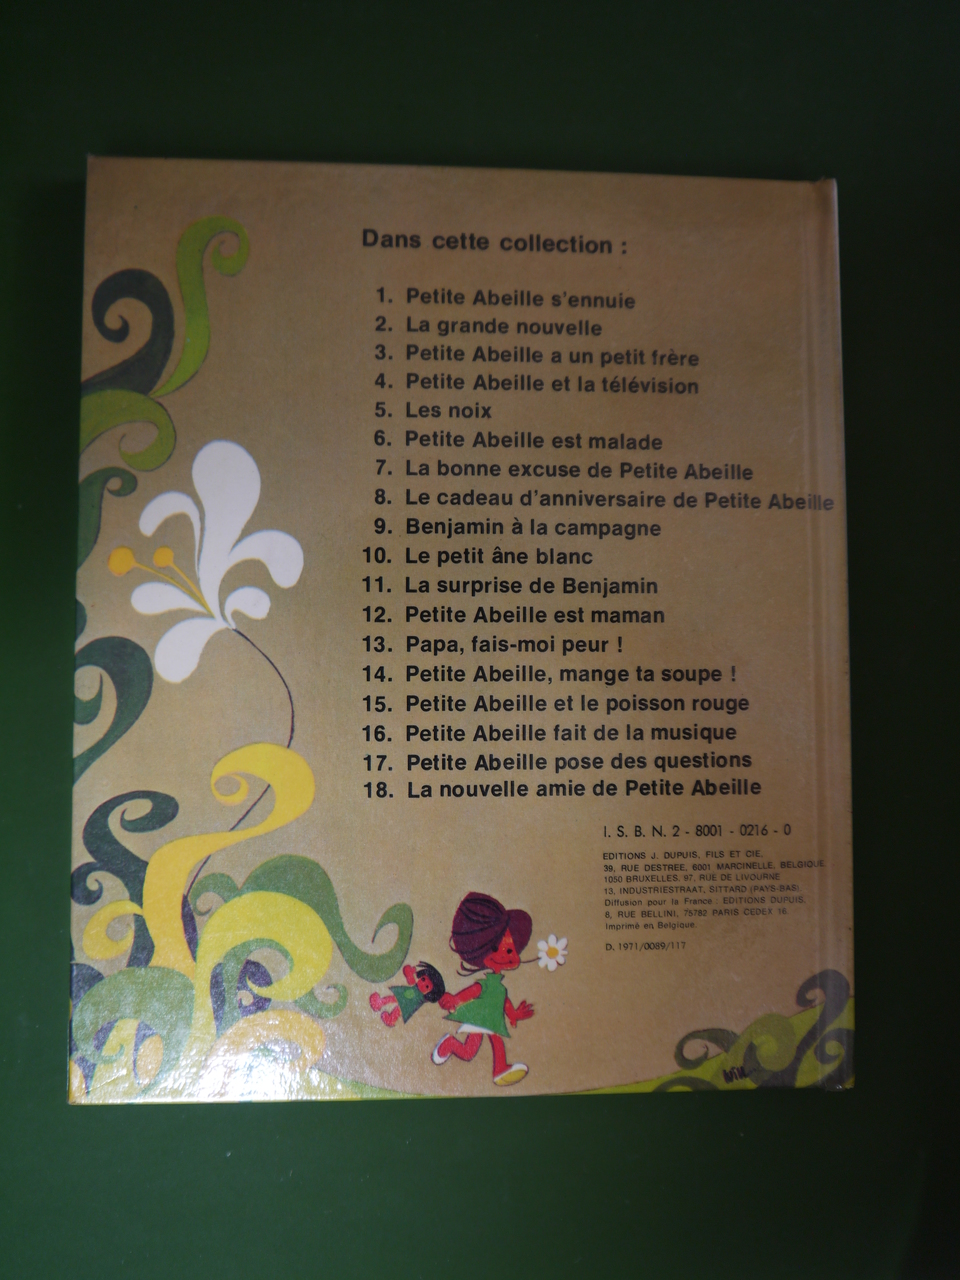 Dans cette collection :
1. Petite Abeille s'ennuie
2. La grande nouvelle
3. Petite Abeille a un petit frère
4. Petite Abeille et la télévision
5. Les noix
6. Petite Abeille est malade
7. La bonne excuse de Petite Abeille
8. Le cadeau d'anniversaire de Petite Abeille
9. Benjamin à la campagne
10. Le petit âne blanc
11. La surprise de Benjamin
12. Petite Abeille est maman
13. Papa, fais-moi peur !
14. Petite Abeille, mange ta soupe !
15. Petite Abeille et le poisson rouge
16. Petite Abeille fait de la musique
17. Petite Abeille pose des questions
18. La nouvelle amie de Petite Abeille
I. S. B. N. 2 - 8001 - 0216 - 0
EDITIONS J. DUPUIS, FILS ET CIE.
39, RUE DESTREE, 6001 MARCINELLE, BELGIQUE
1050 BRUXELLES, 97, RUE DE LIVOURNE
13, INDUSTRIESTRAAT, SITTARD (PAYS-BAS).
Diffusion pour la France : EDITIONS DUPUIS,
8, RUE BELLINI, 75782 PARIS CEDEX 16.
Imprimé en Belgique.
D. 1971/0089/117